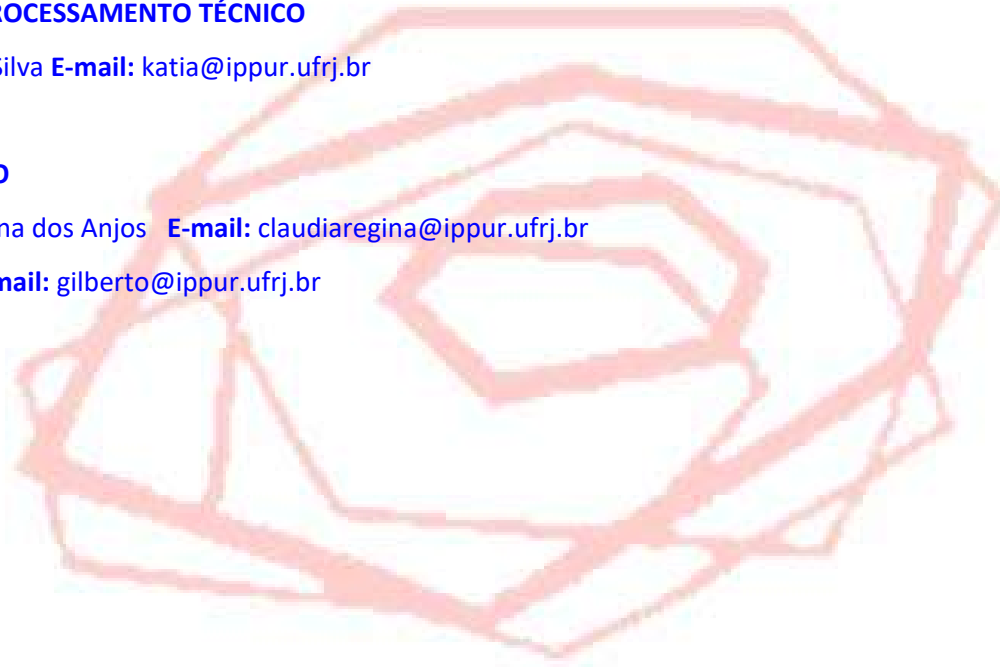 ROCESSAMENTO TÉCNICO
Silva E-mail: katia@ippur.ufrj.br
O
na dos Anjos E-mail: claudiaregina@ippur.ufrj.br
mail: gilberto@ippur.ufrj.br